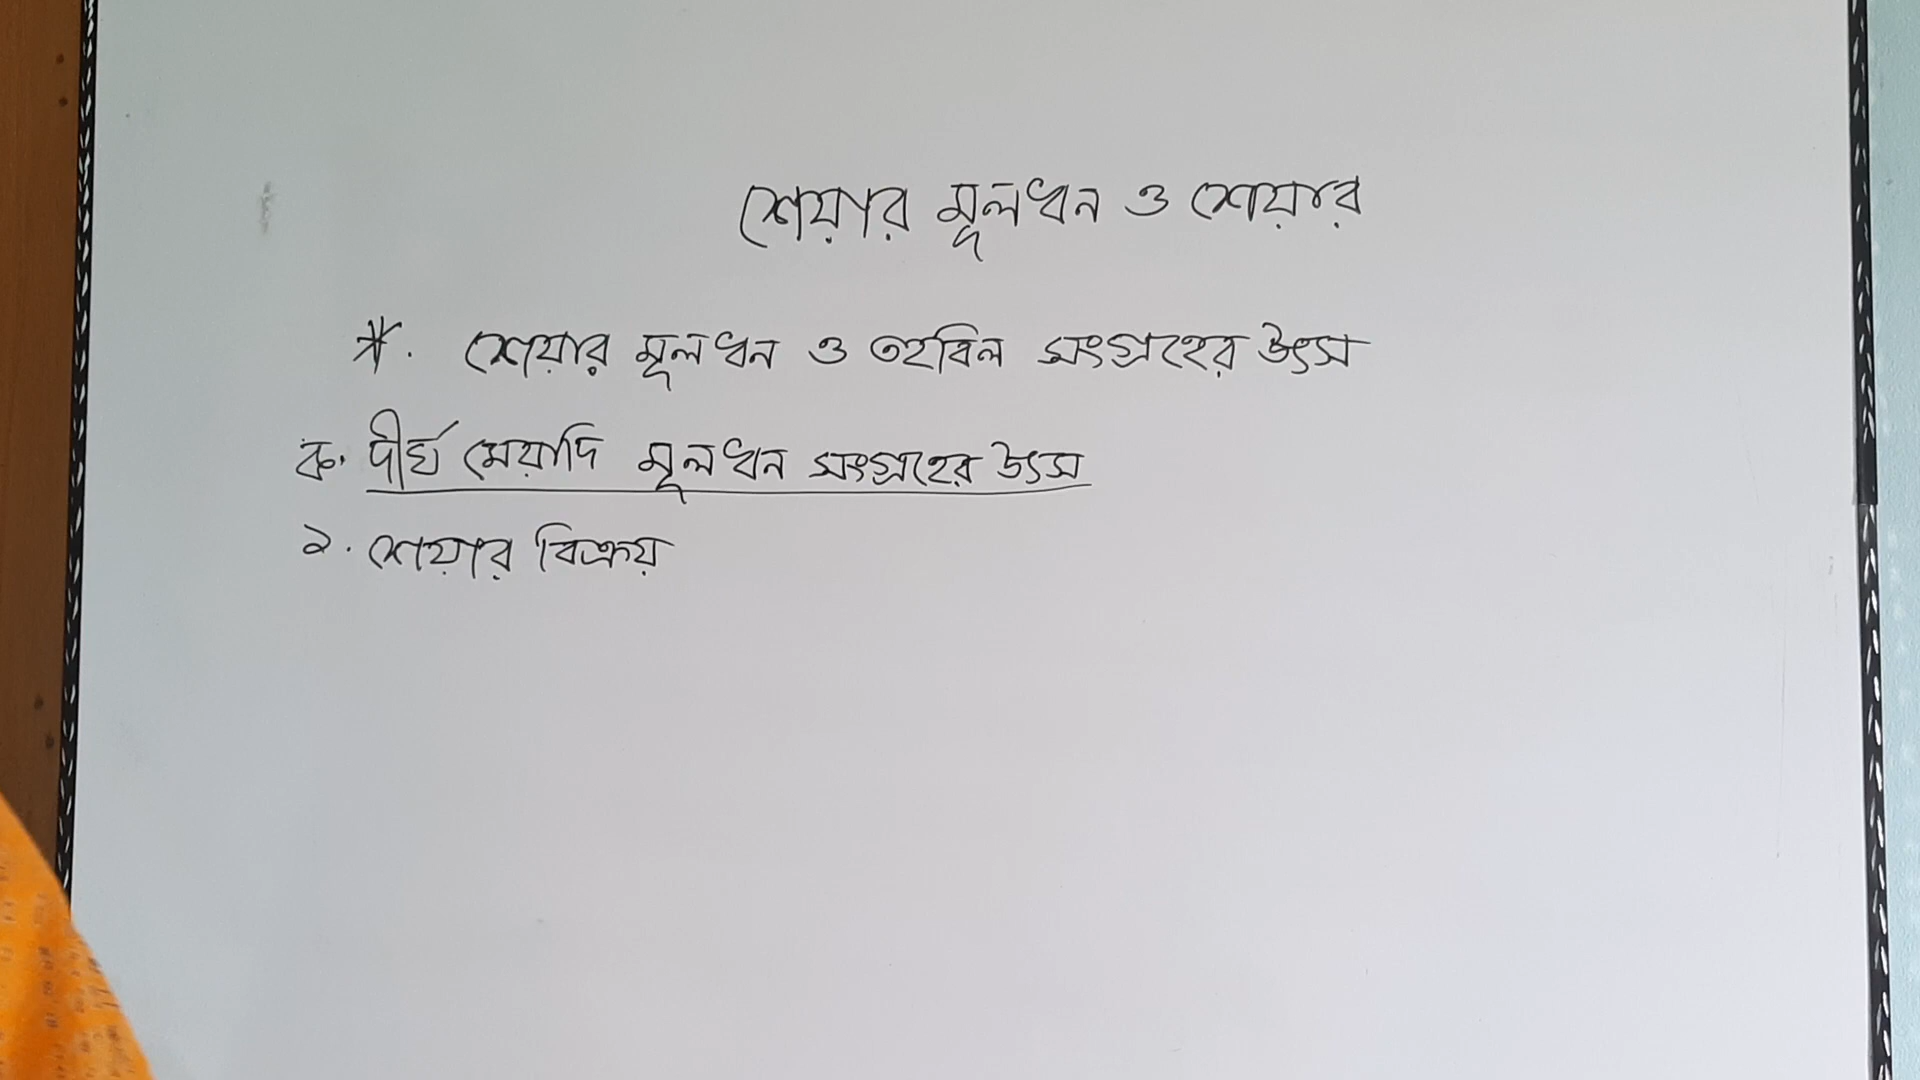 শেয়ার মূলধন ও শেয়ার
*. শেয়ার মূলধন ও তহবিল সংগ্রহের উৎস
ক. দীর্ঘ মেয়াদি মূলধন সংগ্রহের উৎস
১. শেয়ার বিক্রয়